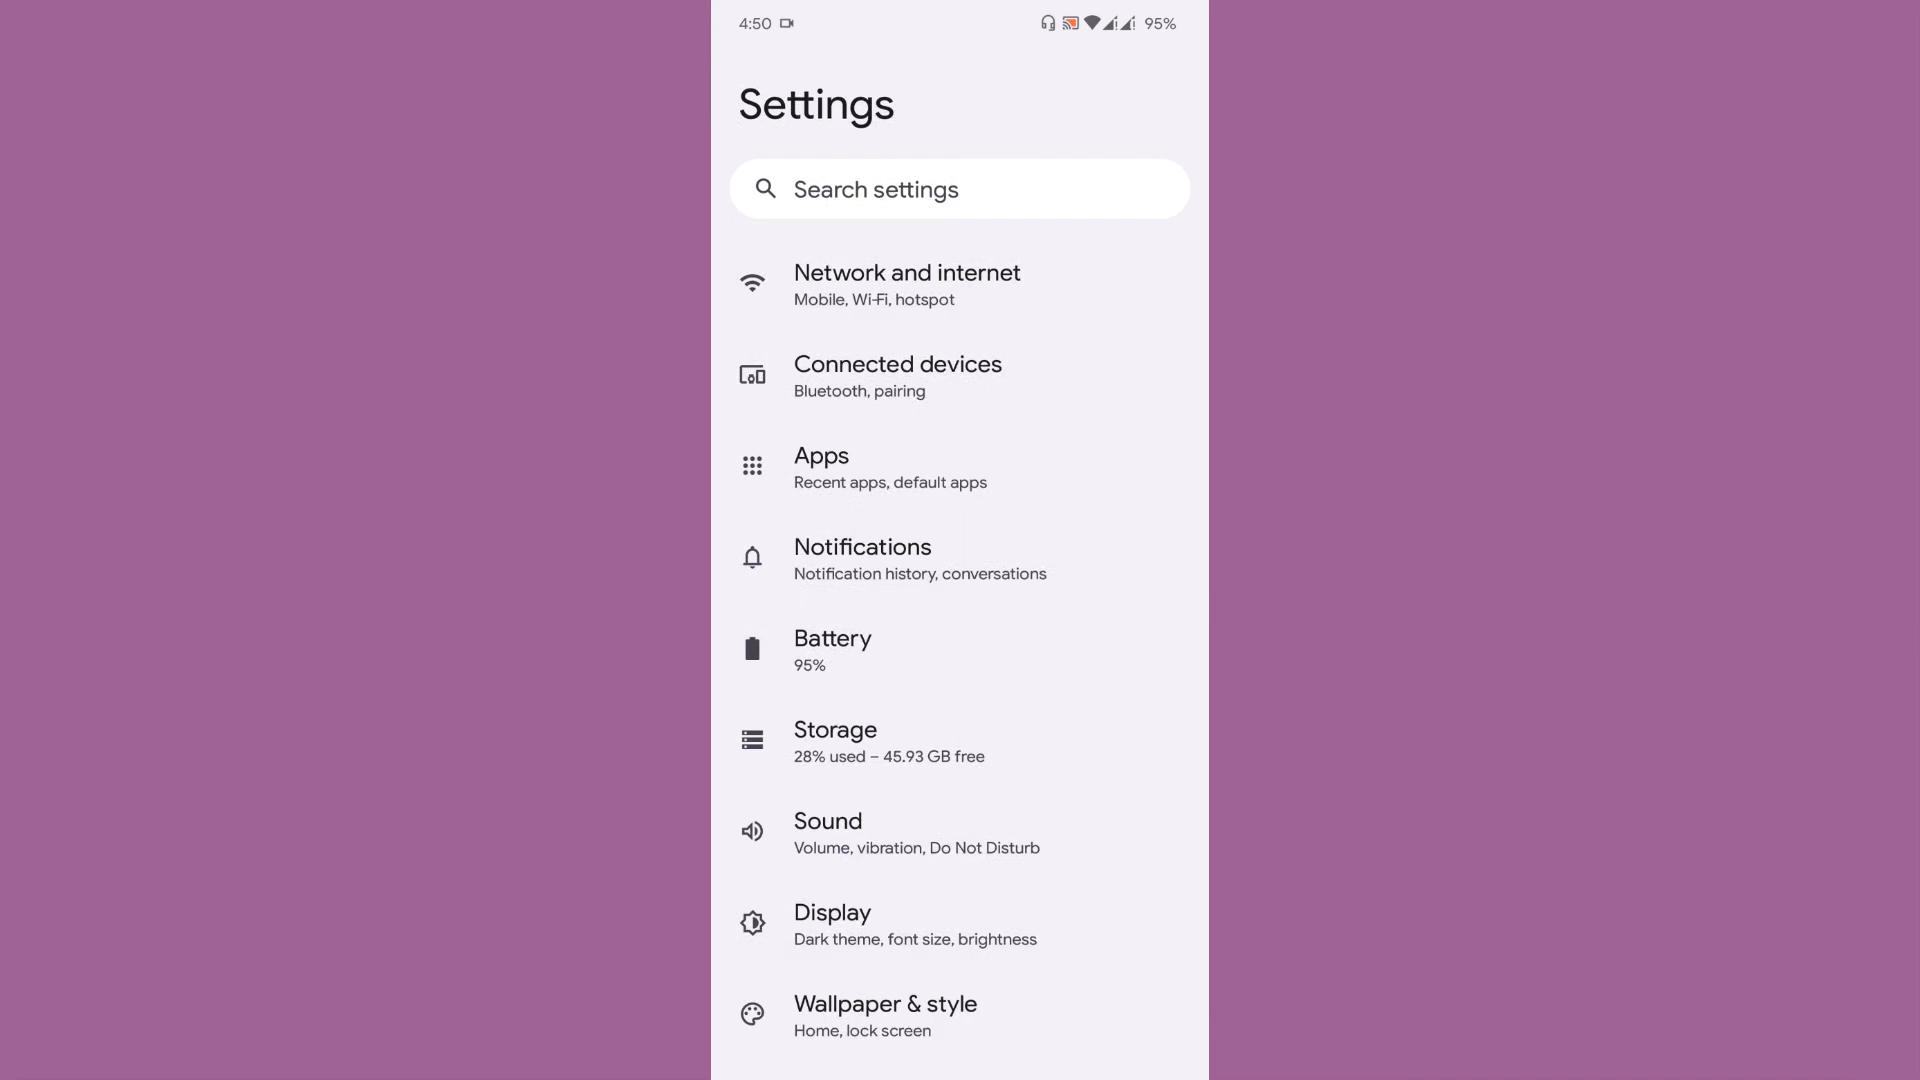 4:50 95%
Settings
Search settings
Network and internet
Mobile, Wi-Fi, hotspot
Connected devices
Bluetooth, pairing
Apps
Recent apps, default apps
Notifications
Notification history, conversations
Battery
95%
Storage
28% used – 45.93 GB free
Sound
Volume, vibration, Do Not Disturb
Display
Dark theme, font size, brightness
Wallpaper & style
Home, lock screen